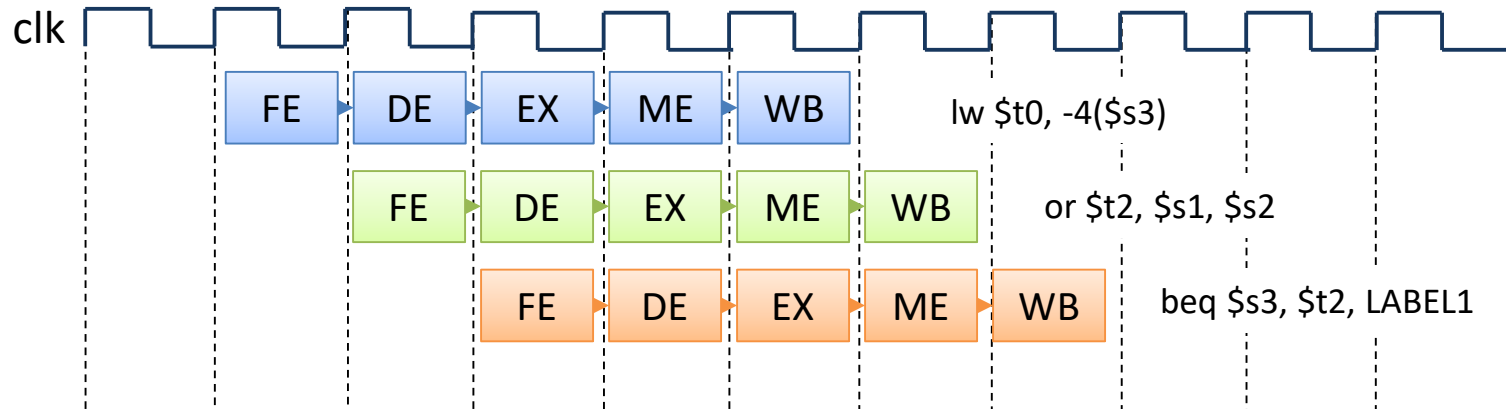 clk
FE DE EX ME WB lw $t0, -4($s3)
FE DE EX ME WB or $t2, $s1, $s2
FE DE EX ME WB beq $s3, $t2, LABEL1